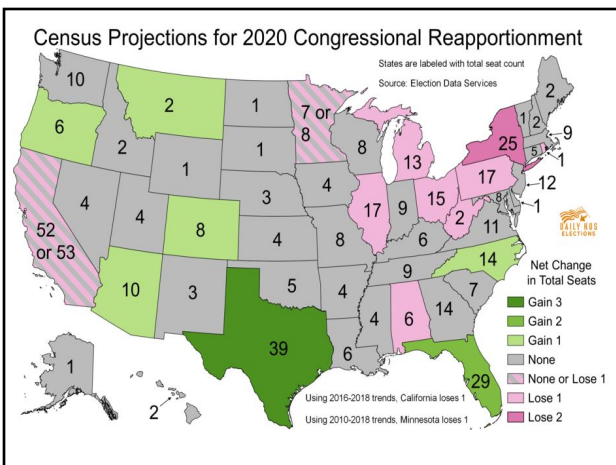 Census Projections for 2020 Congressional Reapportionment
States are labeled with total seat count
Source: Election Data Services
10
2
1
7 or
8
2
1
2
9
6
2
1
1
8
13
25
5
1
4
4
8
3
4
4
17
9
15
17
2
12
8
1
1
52
or 53
8
6
11
DAILY KOS
ELECTIONS
10
3
5
4
9
14
7
39
6
4
6
14
29
1
2
Net Change
in Total Seats
Gain 3
Gain 2
Gain 1
None
None or Lose 1
Lose 1
Lose 2
Using 2016-2018 trends, California loses 1
Using 2010-2018 trends, Minnesota loses 1